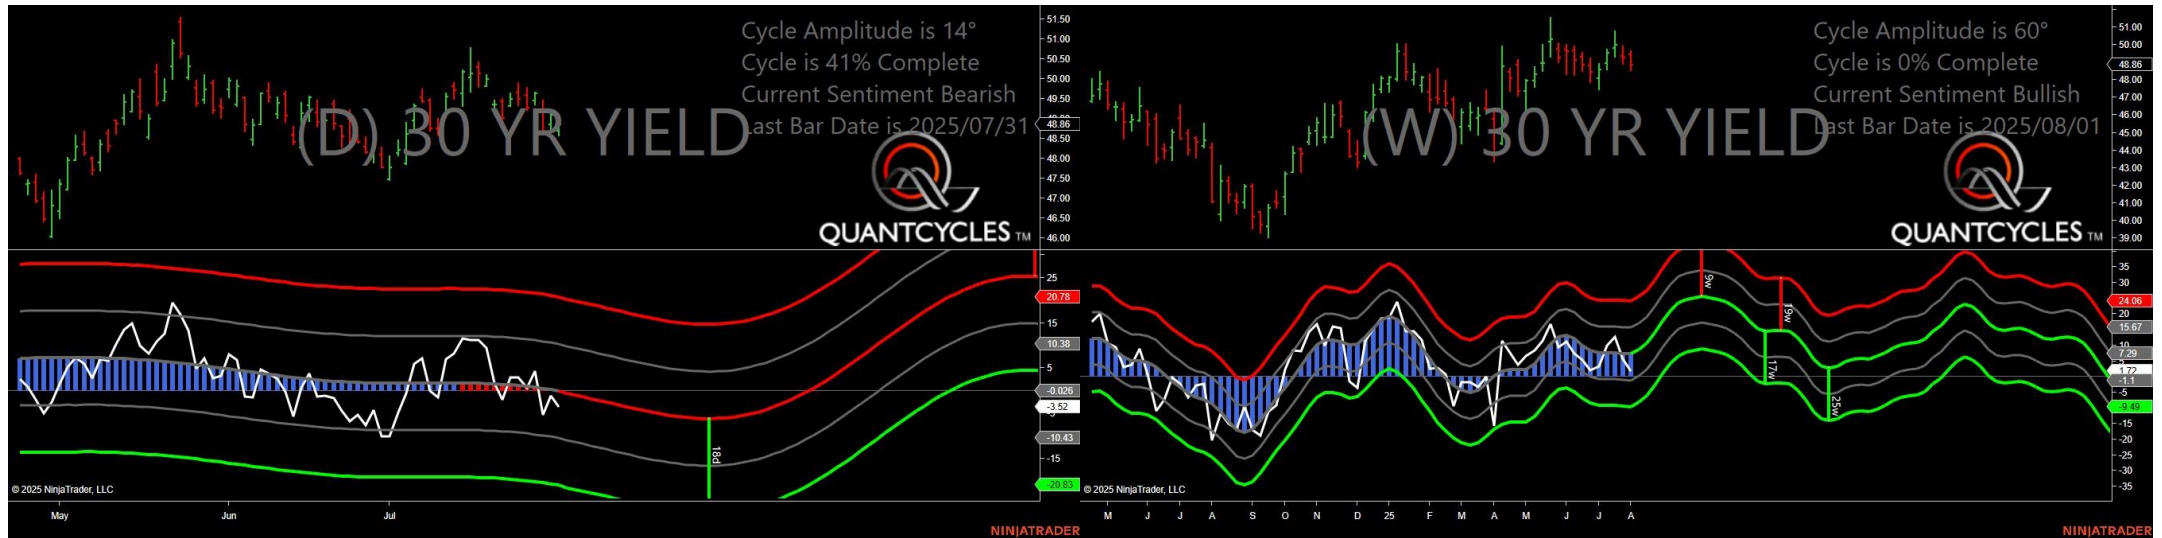 Cycle Amplitude is 14°
Cycle is 41% Complete
Current Sentiment Bearish
Last Bar Date is 2025/07/31
(D) 30 YR YIELD
QUANTCYCLES TM
51.50
51.00
50.50
50.00
49.50
48.86
48.50
48.00
47.50
47.00
46.50
46.00
25
20.78
15
10.38
5
-0.026
-3.52
-10.43
-15
-20.83
18d
© 2025 NinjaTrader, LLC
May
Jun
Jul
NINJATRADER
Cycle Amplitude is 60°
Cycle is 0% Complete
Current Sentiment Bullish
Last Bar Date is 2025/08/01
(W) 30 YR YIELD
QUANTCYCLES TM
51.00
50.00
48.86
48.00
47.00
46.00
45.00
44.00
43.00
42.00
41.00
40.00
39.00
35
30
24.06
20
15.67
10
7.29
1.72
-1.1
-5
-9.49
-15
-20
-25
-30
-35
9w
19w
17w
25w
© 2025 NinjaTrader, LLC
M
J
J
A
S
O
N
D
25
F
M
A
M
J
J
A
NINJATRADER